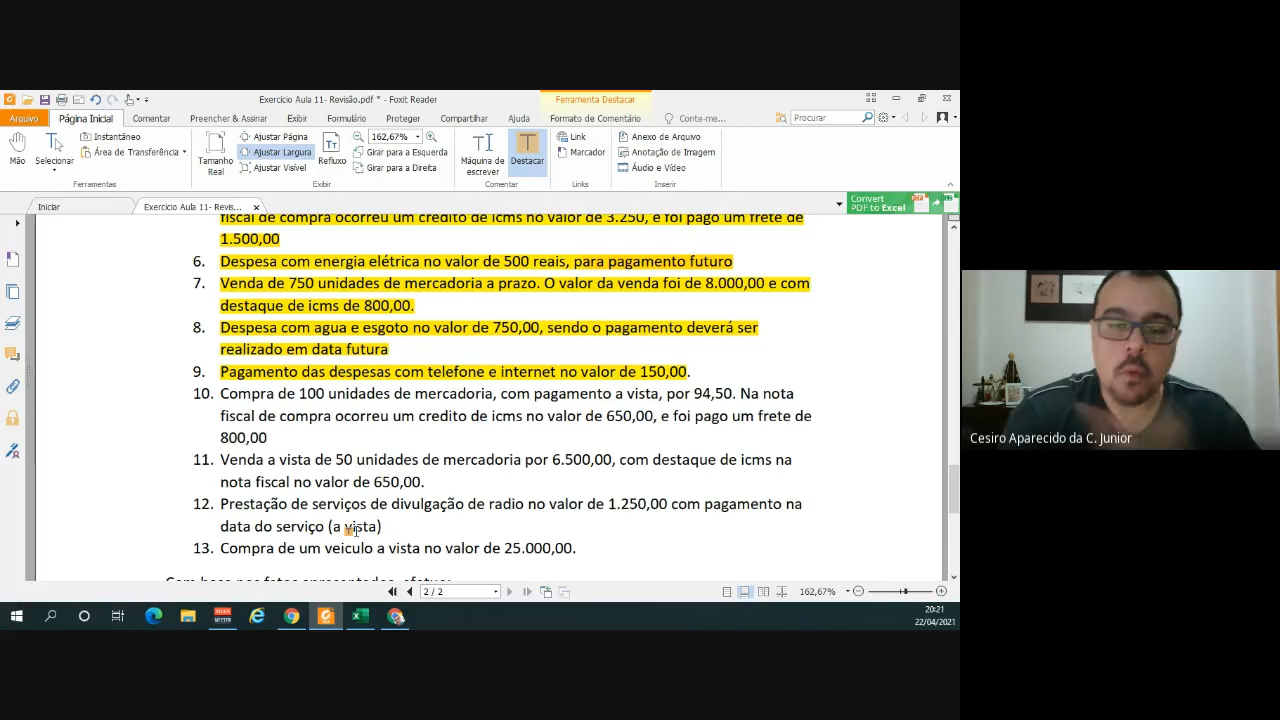 Exercicio Aula 11- Revisão.pdf * - Foxit Reader
Ferramenta Destacar
Arquivo Página Inicial Comentar Preencher & Assinar Exibir Formulário Proteger Compartilhar Ajuda Formato de Comentário Conte-me... Procurar
Mão
Selecionar
Instantâneo
Área de Transferência
Ferramentas
Tamanho Real
Ajustar Página
Ajustar Largura
Ajustar Visível
Refluxo
162,67%
Girar para a Esquerda
Girar para a Direita
Exibir
Máquina de escrever
Destacar
Comentar
Link
Marcador
Links
Anexo de Arquivo
Anotação de Imagem
Áudio e Vídeo
Inserir
Iniciar
Exercicio Aula 11- Revis...
Convert
PDF to Excel
fiscal de compra ocorreu um credito de icms no valor de 3.250, e foi pago um frete de
1.500,00
6. Despesa com energia elétrica no valor de 500 reais, para pagamento futuro
7. Venda de 750 unidades de mercadoria a prazo. O valor da venda foi de 8.000,00 e com
destaque de icms de 800,00.
8. Despesa com agua e esgoto no valor de 750,00, sendo o pagamento deverá ser
realizado em data futura
9. Pagamento das despesas com telefone e internet no valor de 150,00.
10. Compra de 100 unidades de mercadoria, com pagamento a vista, por 94,50. Na nota
fiscal de compra ocorreu um credito de icms no valor de 650,00, e foi pago um frete de
800,00
11. Venda a vista de 50 unidades de mercadoria por 6.500,00, com destaque de icms na
nota fiscal no valor de 650,00.
12. Prestação de serviços de divulgação de radio no valor de 1.250,00 com pagamento na
data do serviço (a vista)
13. Compra de um veiculo a vista no valor de 25.000,00.
Com base nos fatos apresentados, efetue:
2 / 2
162,67%
20:21
22/04/2021
Cesiro Aparecido da C. Junior